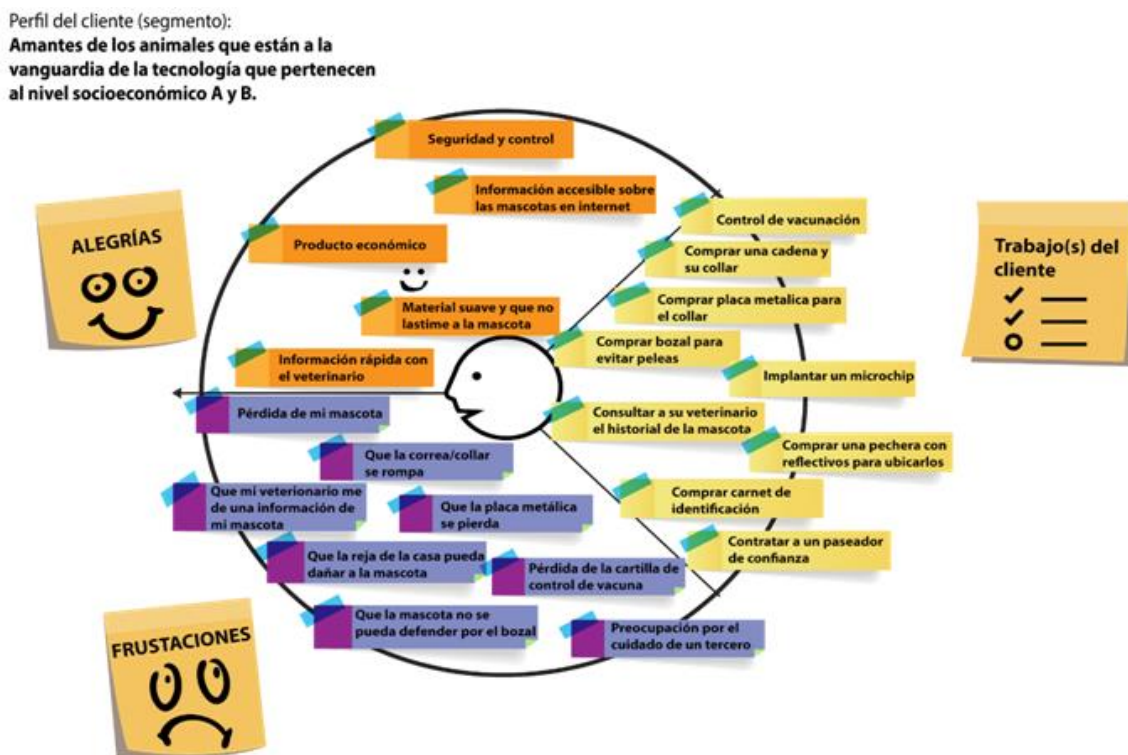 Perfil del cliente (segmento):
Amantes de los animales que están a la
vanguardia de la tecnología que pertenecen
al nivel socioeconómico A y B.
ALEGRÍAS
Seguridad y control
Información accesible sobre
las mascotas en internet
Producto económico
Material suave y que no
lastime a la mascota
Información rápida con
el veterinario
Trabajo(s) del
cliente
Control de vacunación
Comprar una cadena y
su collar
Comprar placa metalica para
el collar
Comprar bozal para
evitar peleas
Implantar un microchip
Consultar a su veterinario
el historial de la mascota
Comprar una pechera con
reflectivos para ubicarlos
Comprar carnet de
identificación
Contratar a un paseador
de confianza
FRUSTACIONES
Pérdida de mi mascota
Que la correa/collar
se rompa
Que mi veterionario me
de una información de
mi mascota
Que la placa metálica
se pierda
Que la reja de la casa pueda
dañar a la mascota
Pérdida de la cartilla de
control de vacuna
Que la mascota no se
pueda defender por el bozal
Preocupación por el
cuidado de un tercero